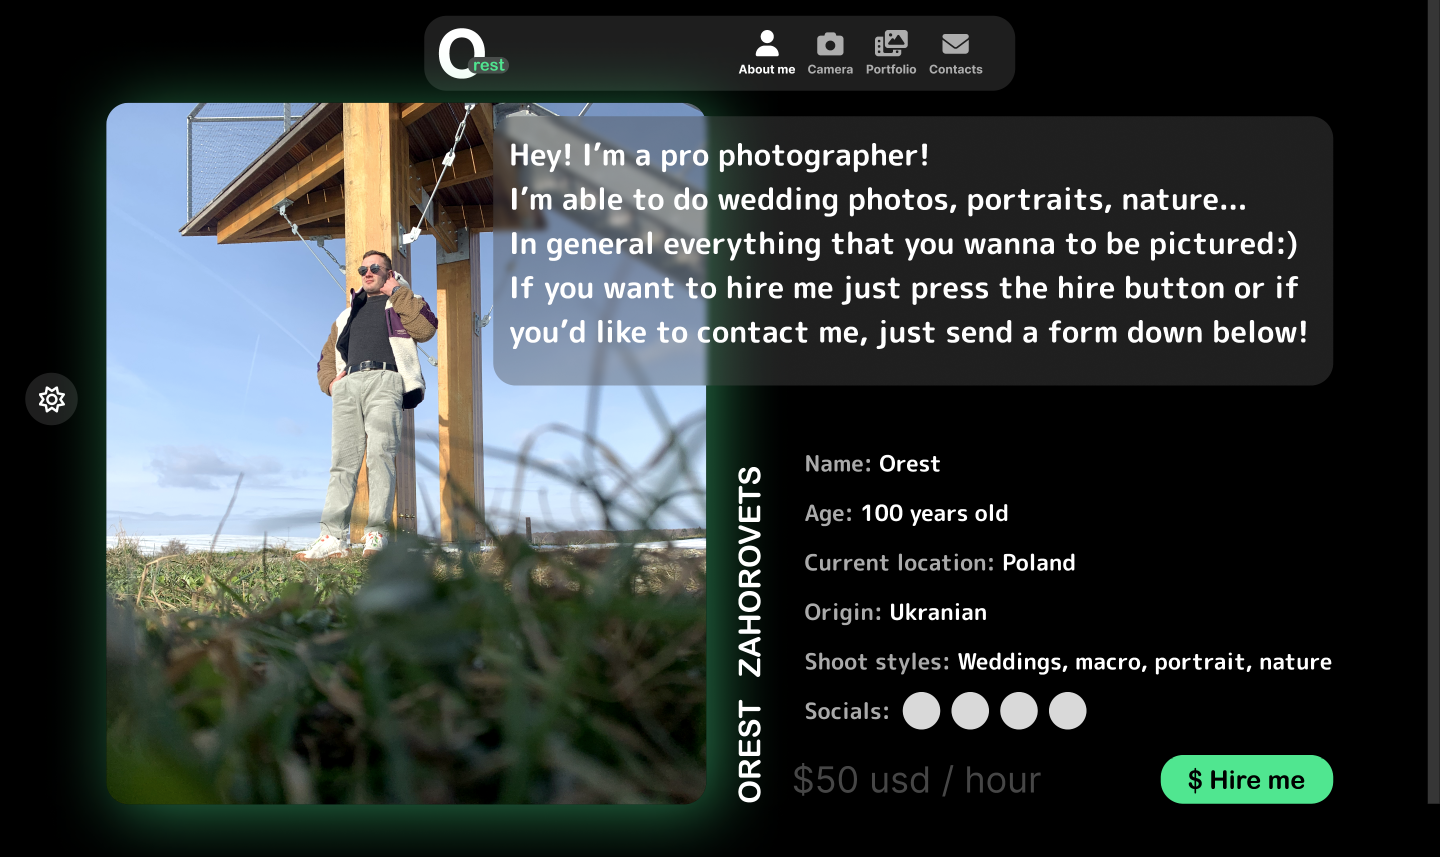 Orest
About me
Camera
Portfolio
Contacts
Hey! I’m a pro photographer!
I’m able to do wedding photos, portraits, nature...
In general everything that you wanna to be pictured:)
If you want to hire me just press the hire button or if
you’d like to contact me, just send a form down below!
OREST ZAHOROVETS
Name: Orest
Age: 100 years old
Current location: Poland
Origin: Ukranian
Shoot styles: Weddings, macro, portrait, nature
Socials:
$50 usd / hour
$ Hire me